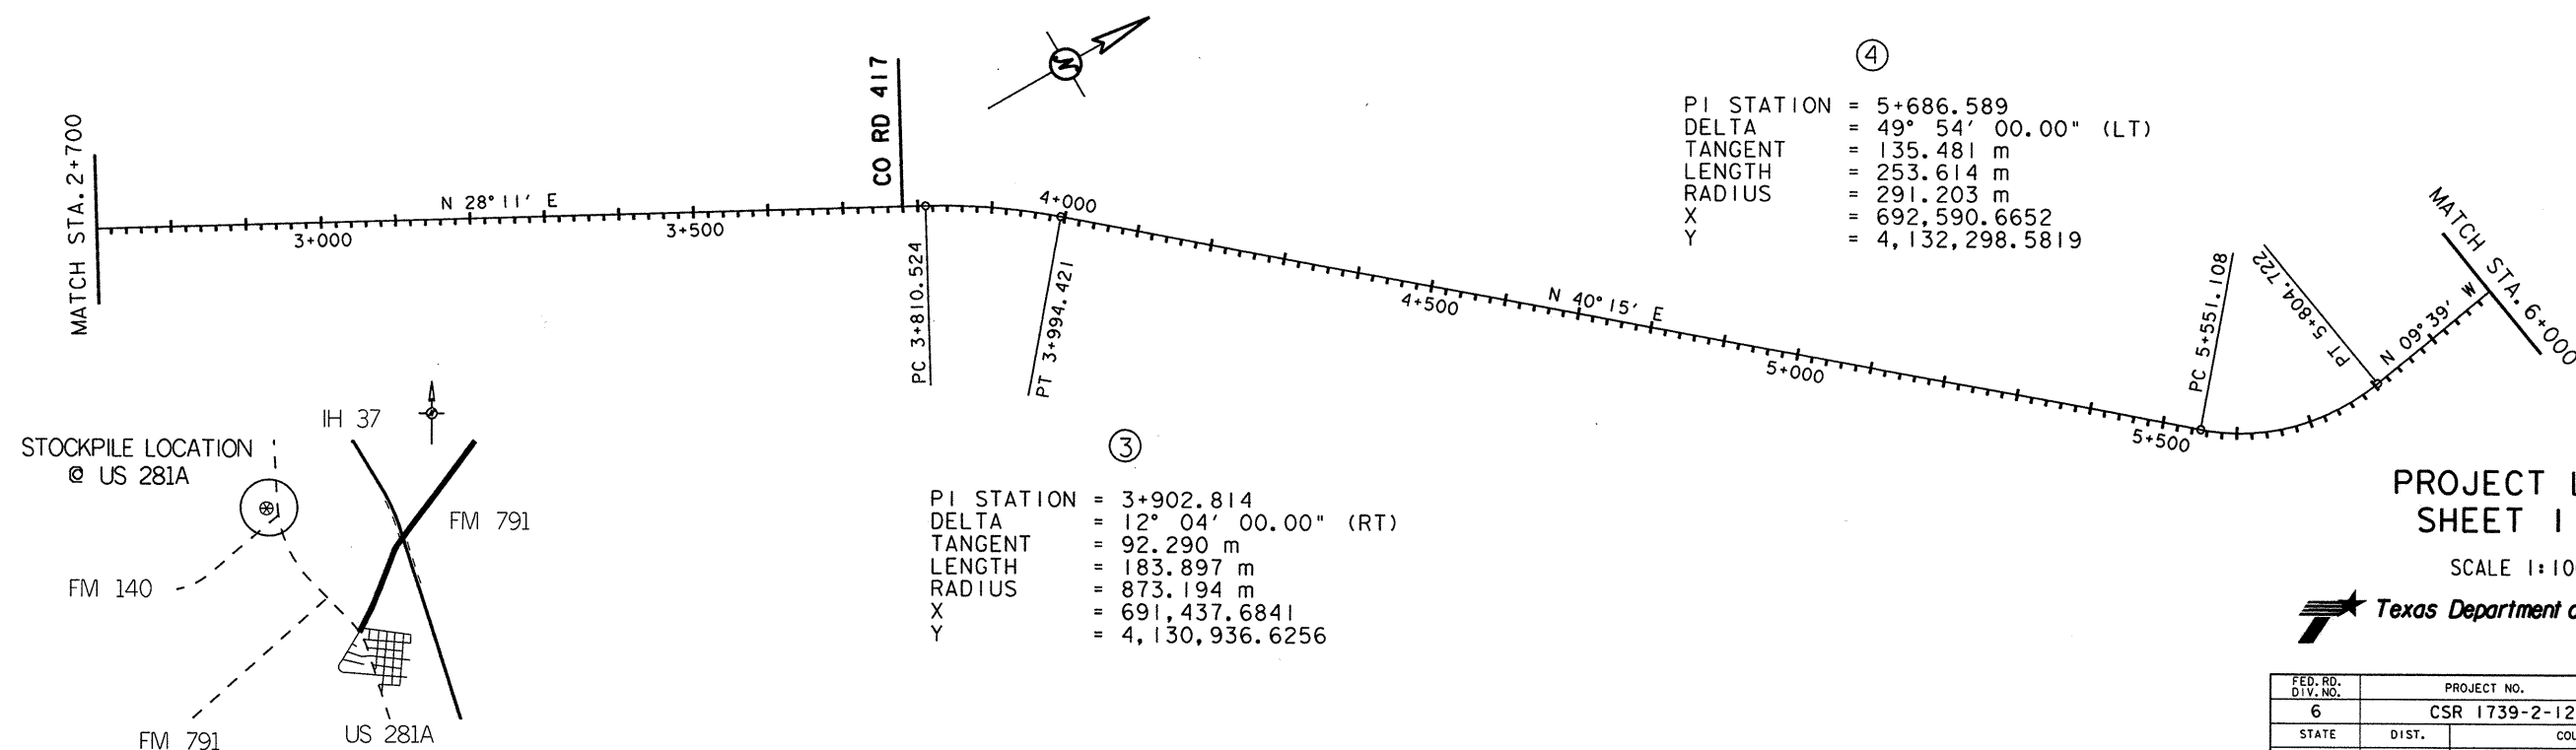 MATCH STA. 2+700
N 28° 11' E
3+000
3+500
CO RD 417
N
4+000
PC 3+810.524
PT 3+994.421
4
PI STATION = 5+686.589
DELTA = 49° 54' 00.00" (LT)
TANGENT = 135.481 m
LENGTH = 253.614 m
RADIUS = 291.203 m
X = 692,590.6652
Y = 4,132,298.5819
4+500
N 40° 15' E
5+000
5+500
PC 5+551.108
PT 5+804.722
N 09° 39' W
MATCH STA. 6+000
STOCKPILE LOCATION
@ US 281A
IH 37
FM 791
FM 140
FM 791
US 281A
3
PI STATION = 3+902.814
DELTA = 12° 04' 00.00" (RT)
TANGENT = 92.290 m
LENGTH = 183.897 m
RADIUS = 873.194 m
X = 691,437.6841
Y = 4,130,936.6256
PROJECT L
SHEET 1
SCALE 1:10
Texas Department o
FED.RD. DIV.NO. PROJECT NO.
6 CSR 1739-2-12
STATE DIST. COU